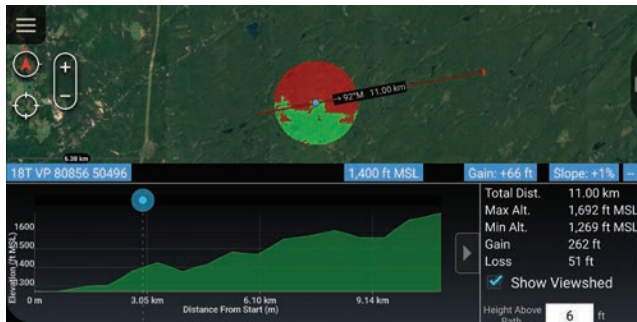 +
–
→ 92°M 11.00 km
6.38 km
18T VP 80856 50496
1,400 ft MSL
Gain: +66 ft
Slope: +1%
--
Total Dist. 11.00 km
Max Alt. 1,692 ft MSL
Min Alt. 1,269 ft MSL
Gain 262 ft
Loss 51 ft
Show Viewshed
Height Above
Path
6 ft
Elevation (ft MSL)
1600
1500
1400
1300
0 m
3.05 km
6.10 km
9.14 km
Distance From Start (m)